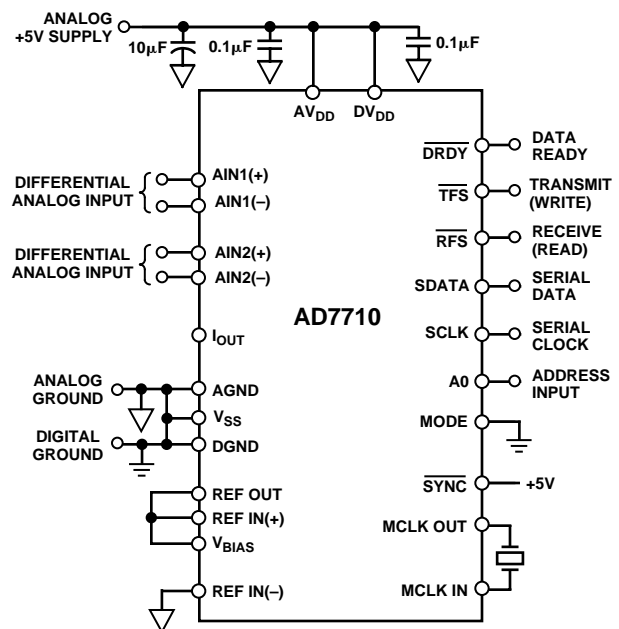 ANALOG
+5V SUPPLY
10μF
0.1μF
0.1μF
AVDD
DVDD
DRDY
DATA
READY
AIN1(+)
DIFFERENTIAL
ANALOG INPUT
AIN1(–)
TFS
TRANSMIT
(WRITE)
RFS
RECEIVE
(READ)
AIN2(+)
DIFFERENTIAL
ANALOG INPUT
AIN2(–)
SDATA
SERIAL
DATA
AD7710
IOUT
SCLK
SERIAL
CLOCK
ANALOG
GROUND
AGND
A0
ADDRESS
INPUT
VSS
MODE
DIGITAL
GROUND
DGND
SYNC
+5V
REF OUT
REF IN(+)
MCLK OUT
VBIAS
REF IN(–)
MCLK IN